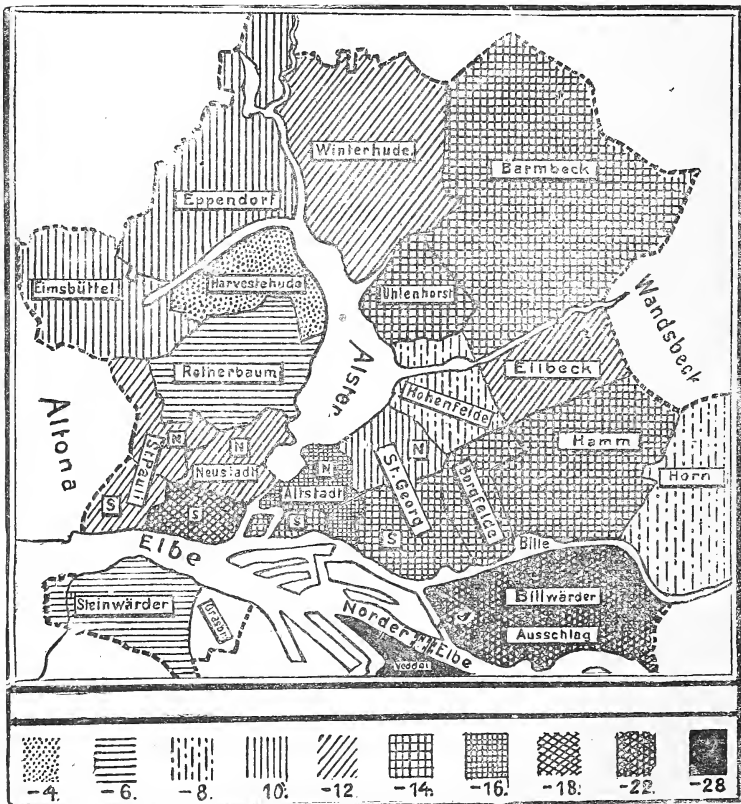 Winterhude.
Barmbeck
Eppendorf
Eimsbüttel
Harvestehude
Uhlenhorst
Wandsbeck
Rotherbaum
Alster.
Eilbeck
Hohenfelde
Altona
St Pauli
N
N
Neustadt
N
Altstadt
N
St. Georg
Borgfelde
Hamm
Horn
S
S
S
Elbe
Bille
Steinwärder
Norder
Elbe
Billwärder
Ausschlag
Veddel
-4.
-6.
-8.
10.
-12
-14.
-16.
-18.
-22.
-28